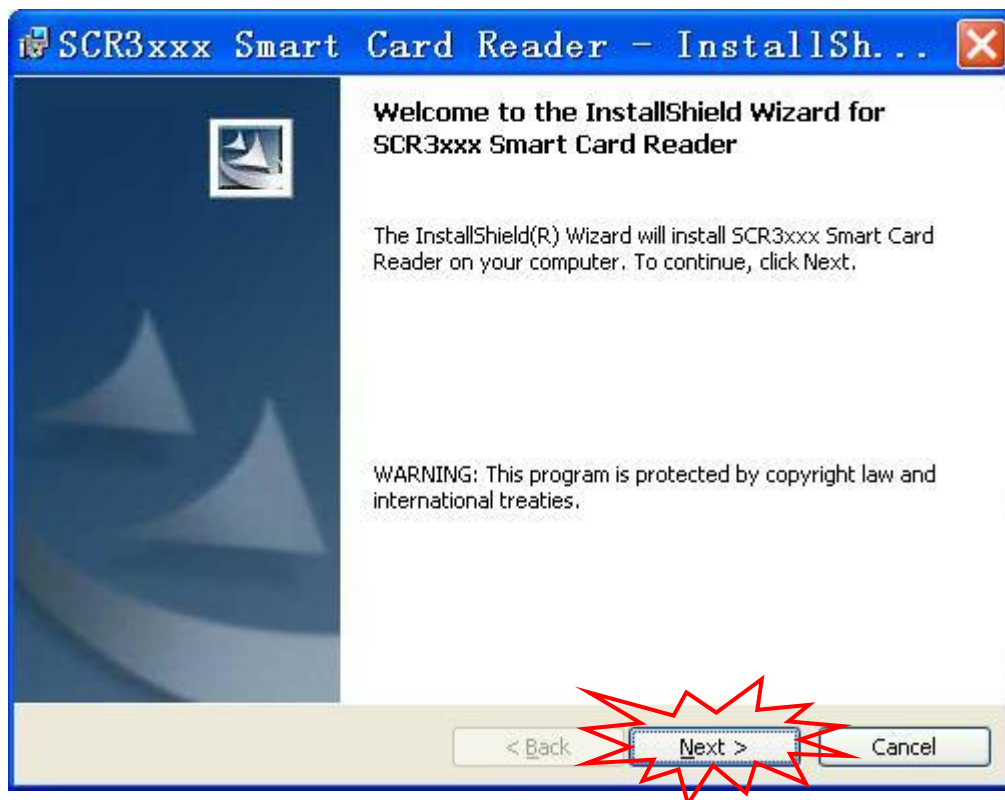 SCR3xxx Smart Card Reader - InstallSh...
Welcome to the InstallShield Wizard for
SCR3xxx Smart Card Reader
The InstallShield(R) Wizard will install SCR3xxx Smart Card
Reader on your computer. To continue, click Next.
WARNING: This program is protected by copyright law and
international treaties.
< Back Next > Cancel